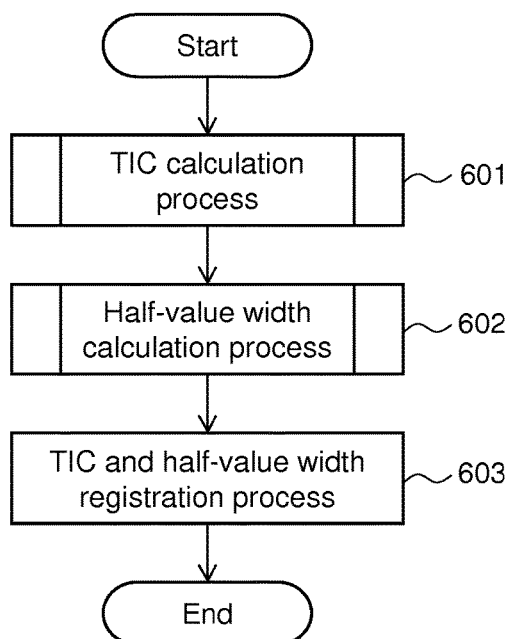 Start
TIC calculation
process
601
Half-value width
calculation process
602
TIC and half-value width
registration process
603
End